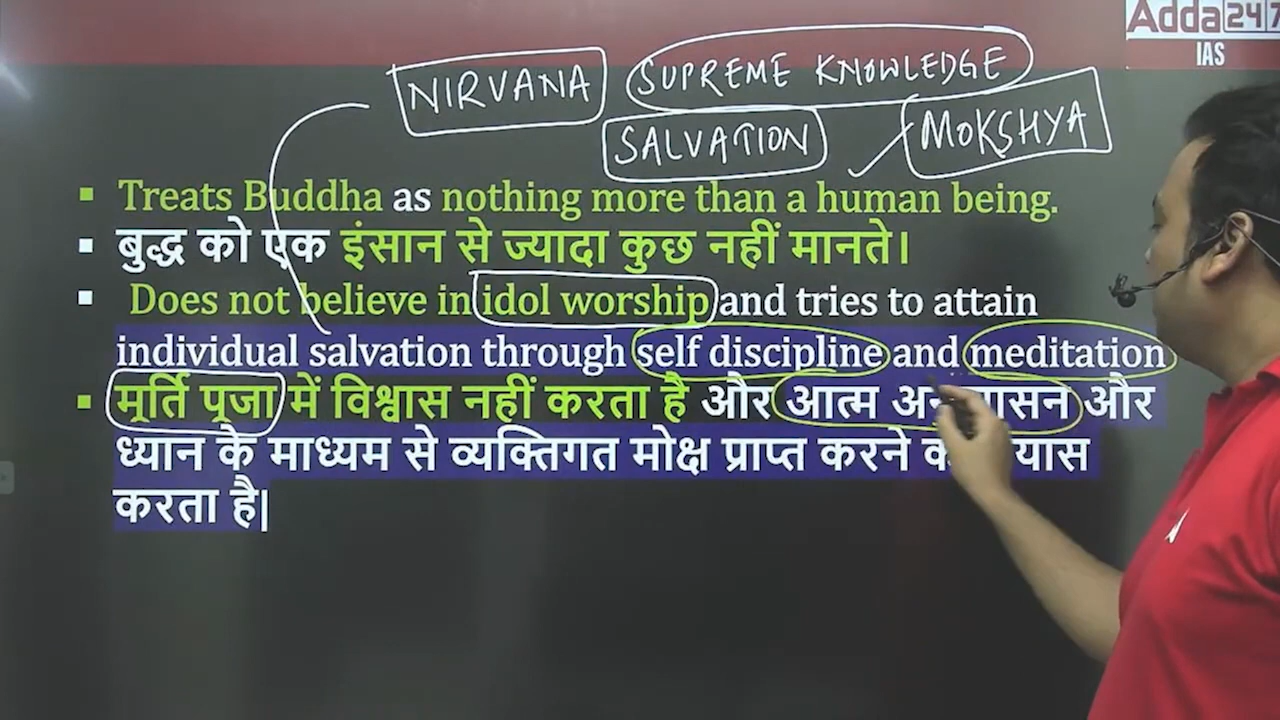 Adda247
IAS
NIRVANA SUPREME KNOWLEDGE
SALVATION MOKSHYA
Treats Buddha as nothing more than a human being.
बुद्ध को एक इंसान से ज्यादा कुछ नहीं मानते।
Does not believe in idol worship and tries to attain
individual salvation through self discipline and meditation
मूर्ति पूजा में विश्वास नहीं करता है और आत्म और
ध्यान के माध्यम से व्यक्तिगत मोक्ष प्राप्त करने
करता है|